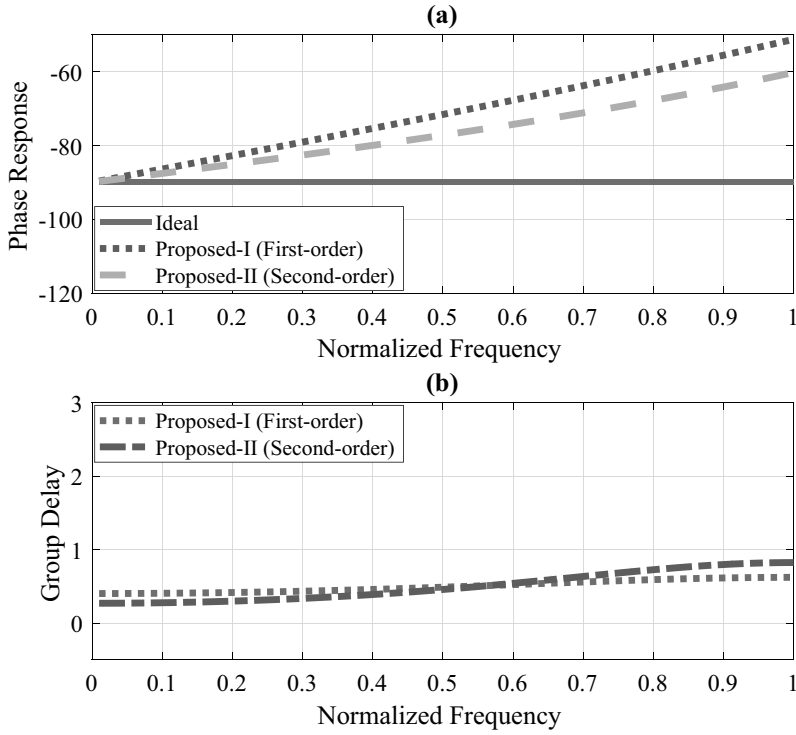 (a)
Phase Response
-60
-80
-100
-120
Ideal
Proposed-I (First-order)
Proposed-II (Second-order)
0 0.1 0.2 0.3 0.4 0.5 0.6 0.7 0.8 0.9 1
Normalized Frequency
(b)
Group Delay
3
2
1
0
Proposed-I (First-order)
Proposed-II (Second-order)
0 0.1 0.2 0.3 0.4 0.5 0.6 0.7 0.8 0.9 1
Normalized Frequency